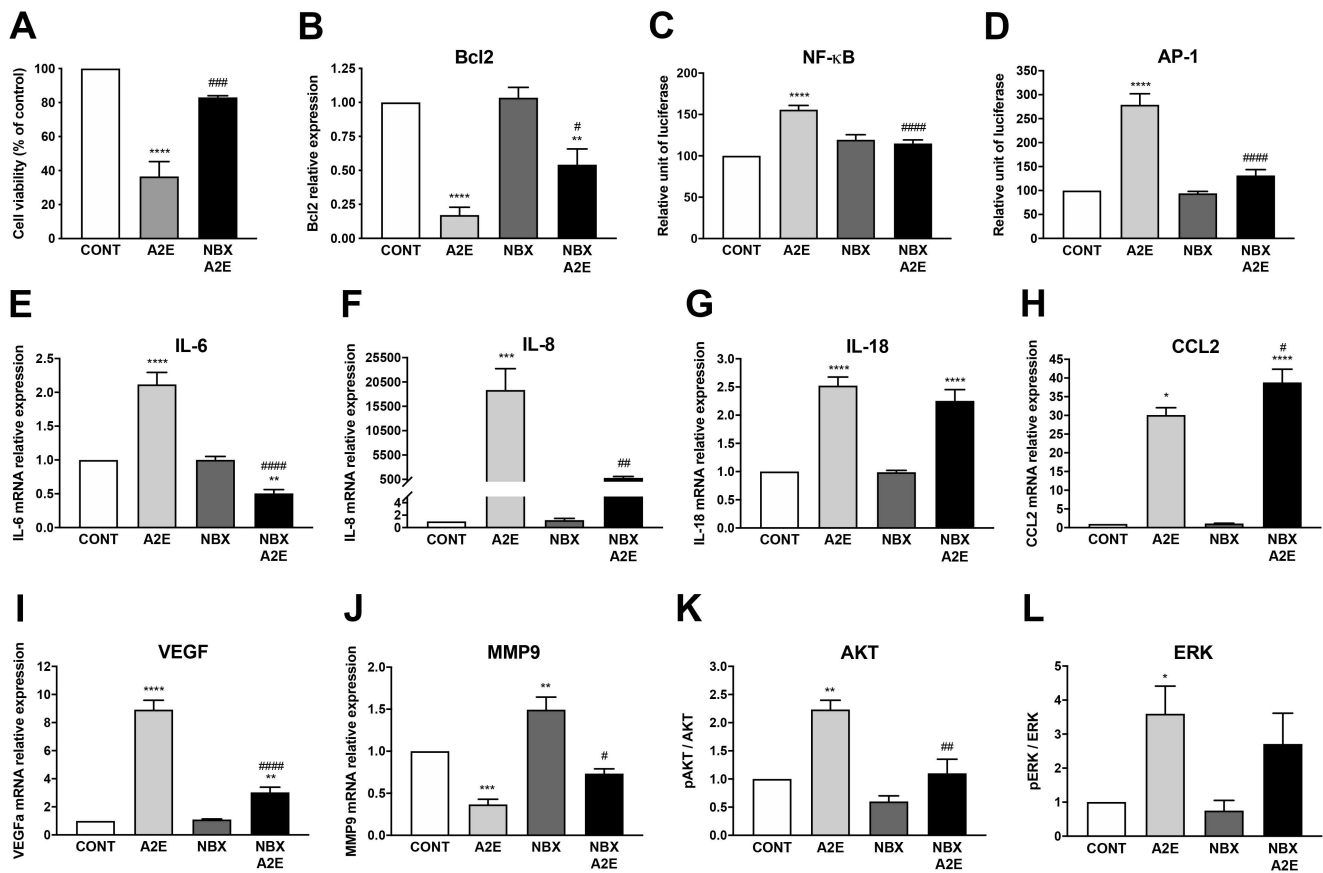 A
Cell viability (% of control)
100
80
60
40
20
0
****
###
CONT
A2E
NBX
A2E
B
Bcl2
Bcl2 relative expression
1.25
1.00
0.75
0.50
0.25
0.00
****
#
**
CONT
A2E
NBX
NBX
A2E
C
NF-κB
Relative unit of luciferase
200
150
100
50
0
****
####
CONT
A2E
NBX
NBX
A2E
D
AP-1
Relative unit of luciferase
350
300
250
200
150
100
50
0
****
####
CONT
A2E
NBX
NBX
A2E
E
IL-6
IL-6 mRNA relative expression
2.5
2.0
1.5
1.0
0.5
0.0
****
####
**
CONT
A2E
NBX
NBX
A2E
F
IL-8
IL-8 mRNA relative expression
25500
20500
15500
10500
5500
500
4
2
0
***
##
CONT
A2E
NBX
NBX
A2E
G
IL-18
IL-18 mRNA relative expression
3.0
2.5
2.0
1.5
1.0
0.5
0.0
****
****
CONT
A2E
NBX
NBX
A2E
H
CCL2
CCL2 mRNA relative expression
45
40
35
30
25
20
15
10
5
0
*
#
****
CONT
A2E
NBX
NBX
A2E
I
VEGF
VEGFa mRNA relative expression
12
10
8
6
4
2
0
****
####
**
CONT
A2E
NBX
NBX
A2E
J
MMP9
MMP9 mRNA relative expression
2.0
1.5
1.0
0.5
0.0
***
**
#
CONT
A2E
NBX
NBX
A2E
K
AKT
pAKT / AKT
3.0
2.5
2.0
1.5
1.0
0.5
0.0
**
##
CONT
A2E
NBX
NBX
A2E
L
ERK
pERK / ERK
5
4
3
2
1
0
*
CONT
A2E
NBX
NBX
A2E